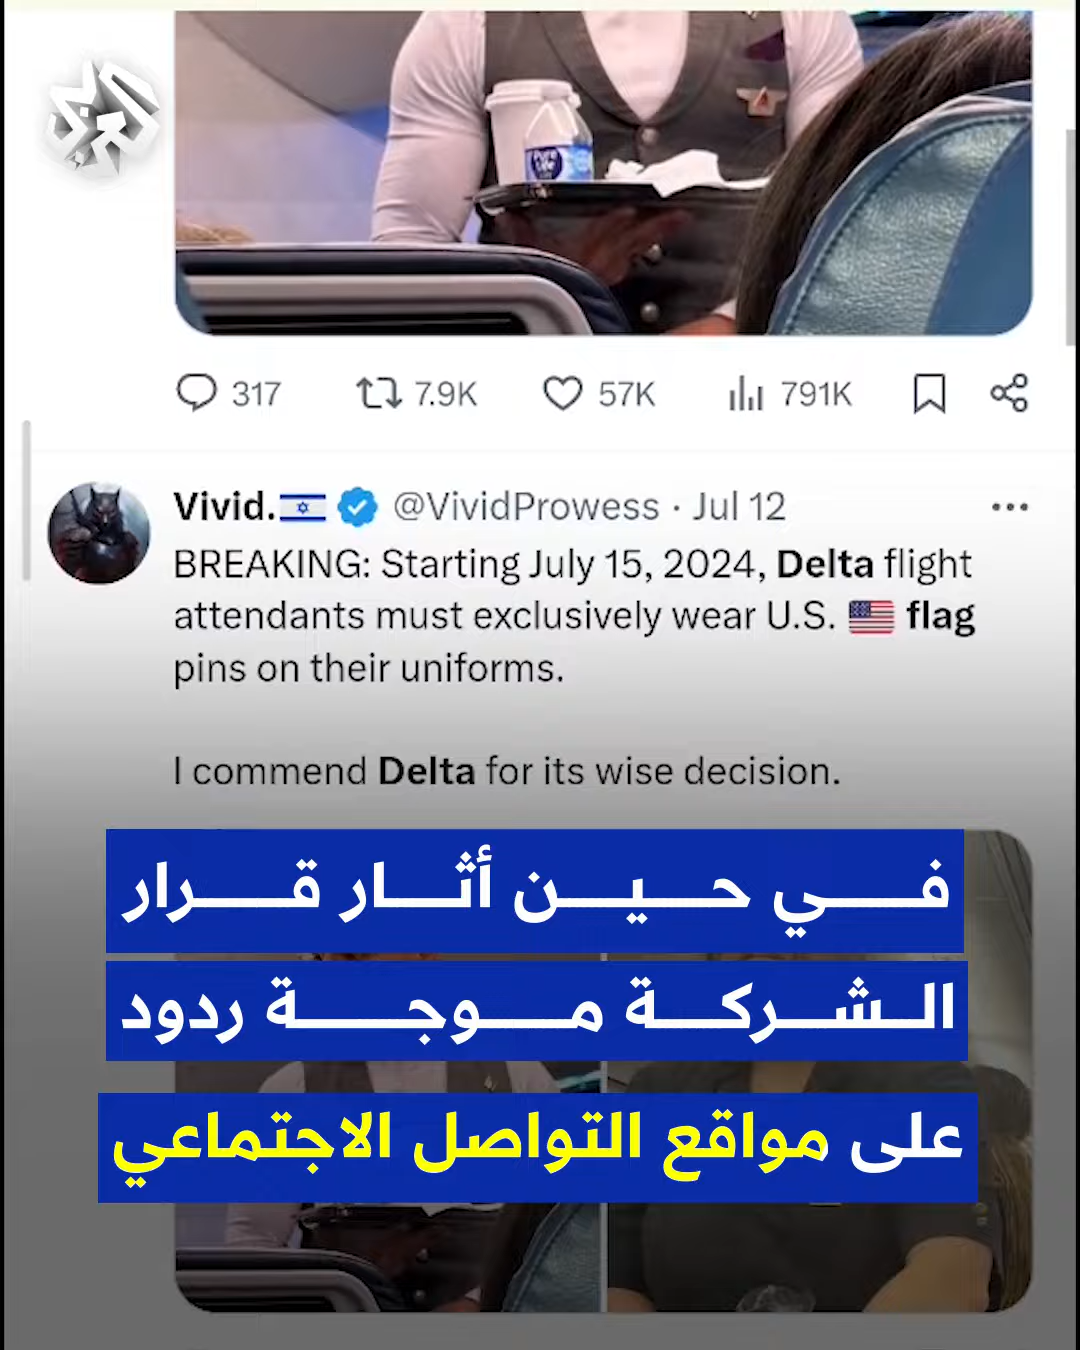 317 7.9K 57K 791K
Vivid.🇮🇱 @VividProwess · Jul 12
BREAKING: Starting July 15, 2024, Delta flight
attendants must exclusively wear U.S. 🇺🇸 flag
pins on their uniforms.
I commend Delta for its wise decision.
في حين أثار قرار
الشركة موجة ردود
على مواقع التواصل الاجتماعي